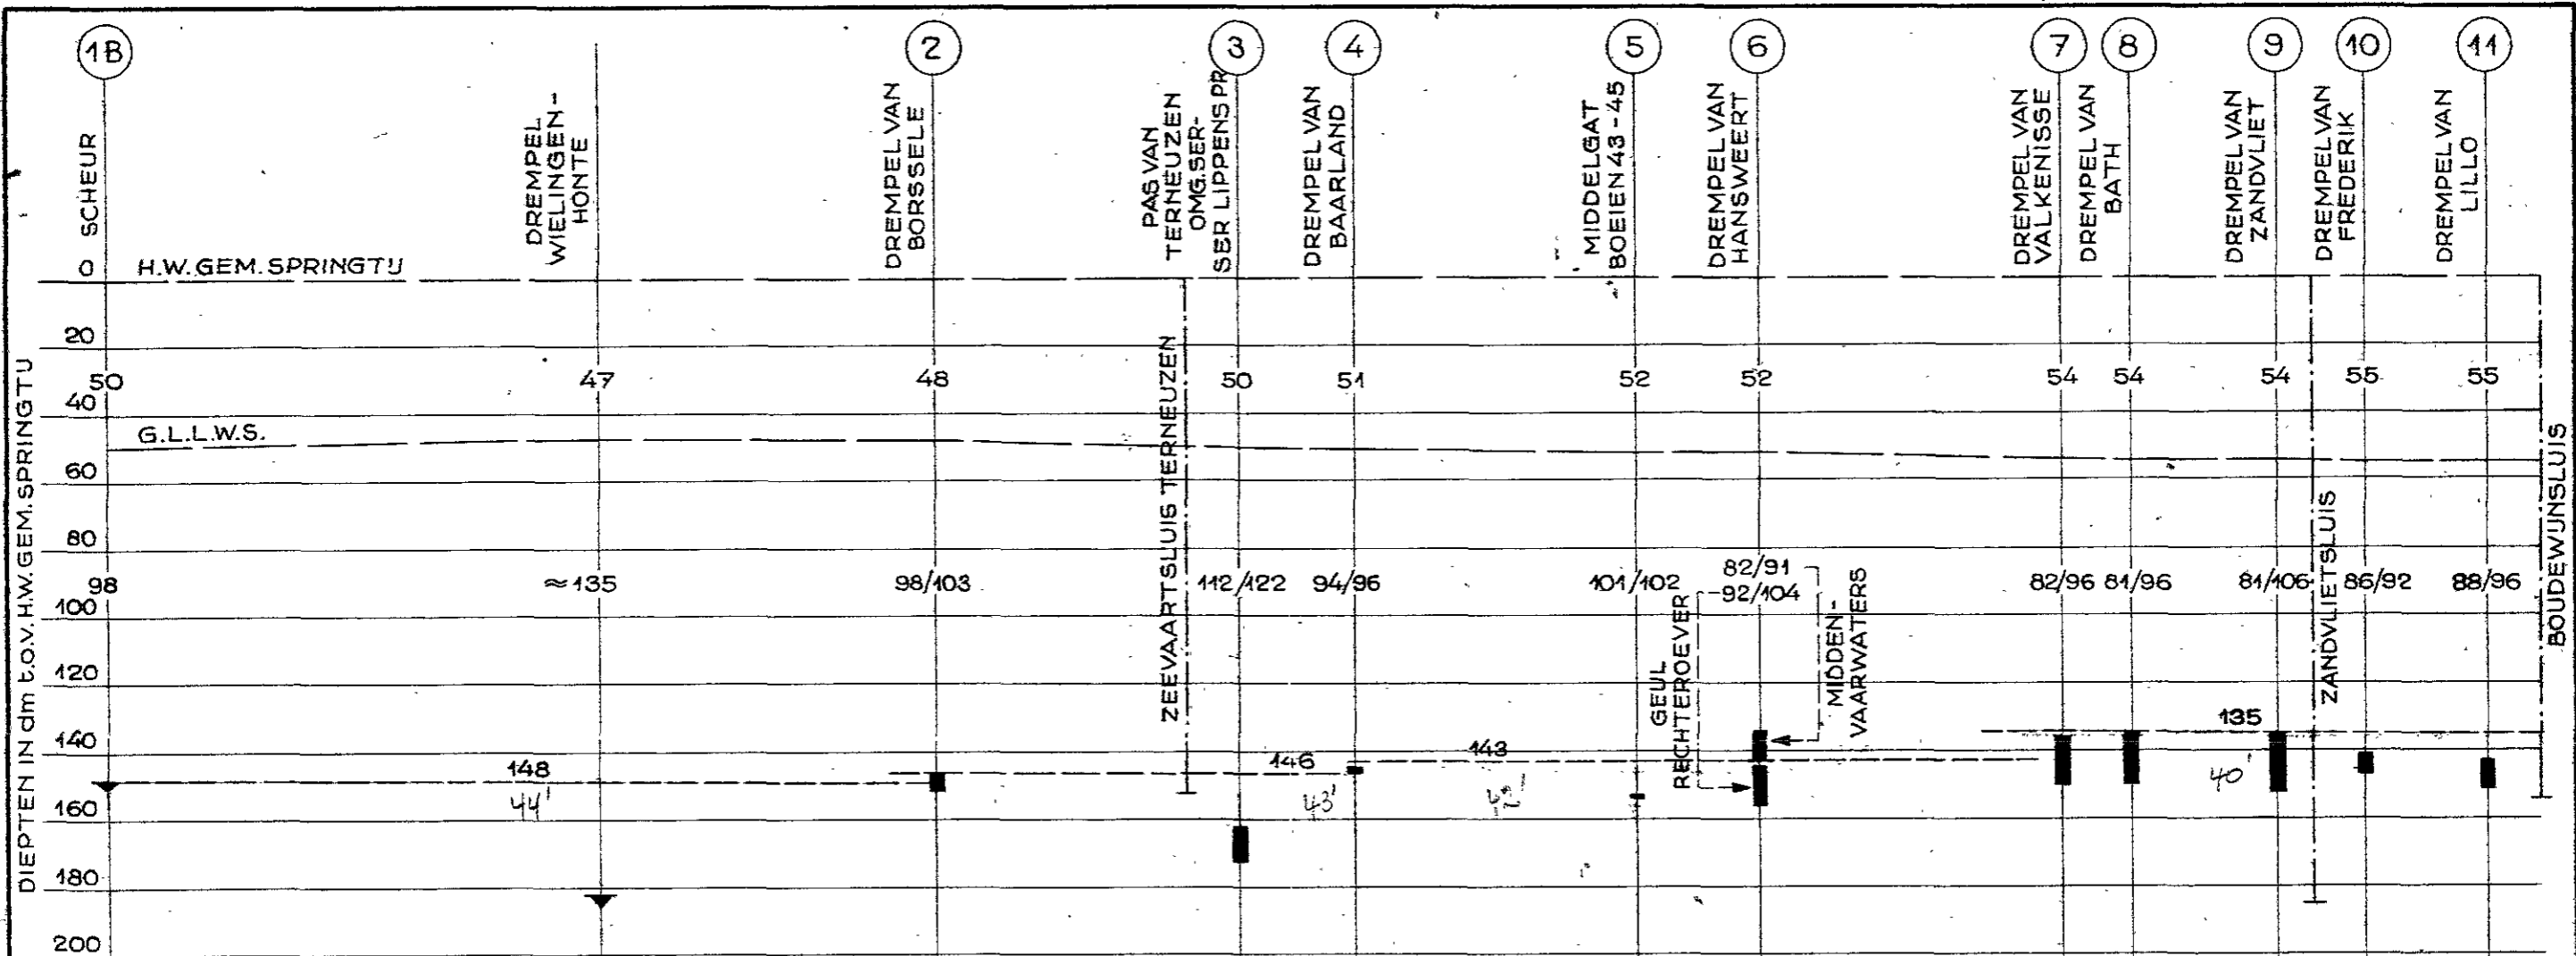 1B
2
3
4
5
6
7
8
9
10
11
SCHEUR
DREMPEL
WIELINGEN-
HONTE
DREMPEL VAN
BORSSELE
PAS VAN
TERNEUZEN
OMG.SER-
SER LIPPENSPR
DREMPEL VAN
BAARLAND
MIDDELGAT
BOEIEN 43-45
DREMPEL VAN
HANSWEERT
DREMPEL VAN
VALKENISSE
DREMPEL VAN
BATH
DREMPEL VAN
ZANDVLIET
DREMPEL VAN
FREDERIK
DREMPEL VAN
LILLO
0
H.W.GEM.SPRINGTIJ
20
50
47
48
50
51
52
52
54
54
54
55
55
40
G.L.L.W.S.
60
80
98
≈135
98/103
112/122
94/96
101/102
82/91
92/104
82/96
81/96
81/106
86/92
88/96
100
120
140
160
180
200
DIEPTEN IN dm t.o.v. H.W.GEM.SPRINGTIJ
ZEEVAARTSLUIS TERNEUZEN
GEUL
RECHTEROEVER
MIDDEN-
VAARWATERS
ZANDVLIETSLUIS
BOUDEWIJNSLUIS
148
44'
146
43'
143
42'
135
40'